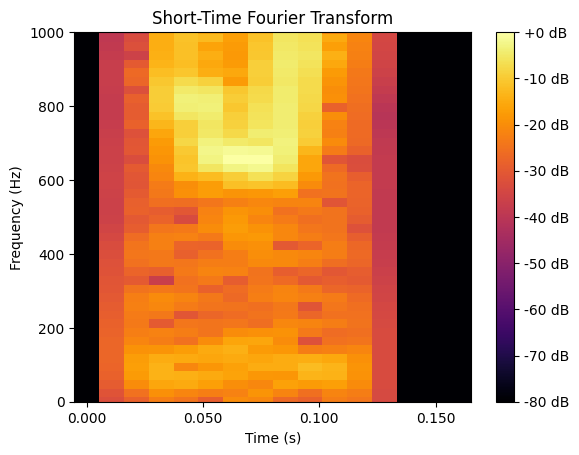 Short-Time Fourier Transform
1000
800
600
400
200
0
Frequency (Hz)
0.000
0.050
0.100
0.150
Time (s)
+0 dB
-10 dB
-20 dB
-30 dB
-40 dB
-50 dB
-60 dB
-70 dB
-80 dB